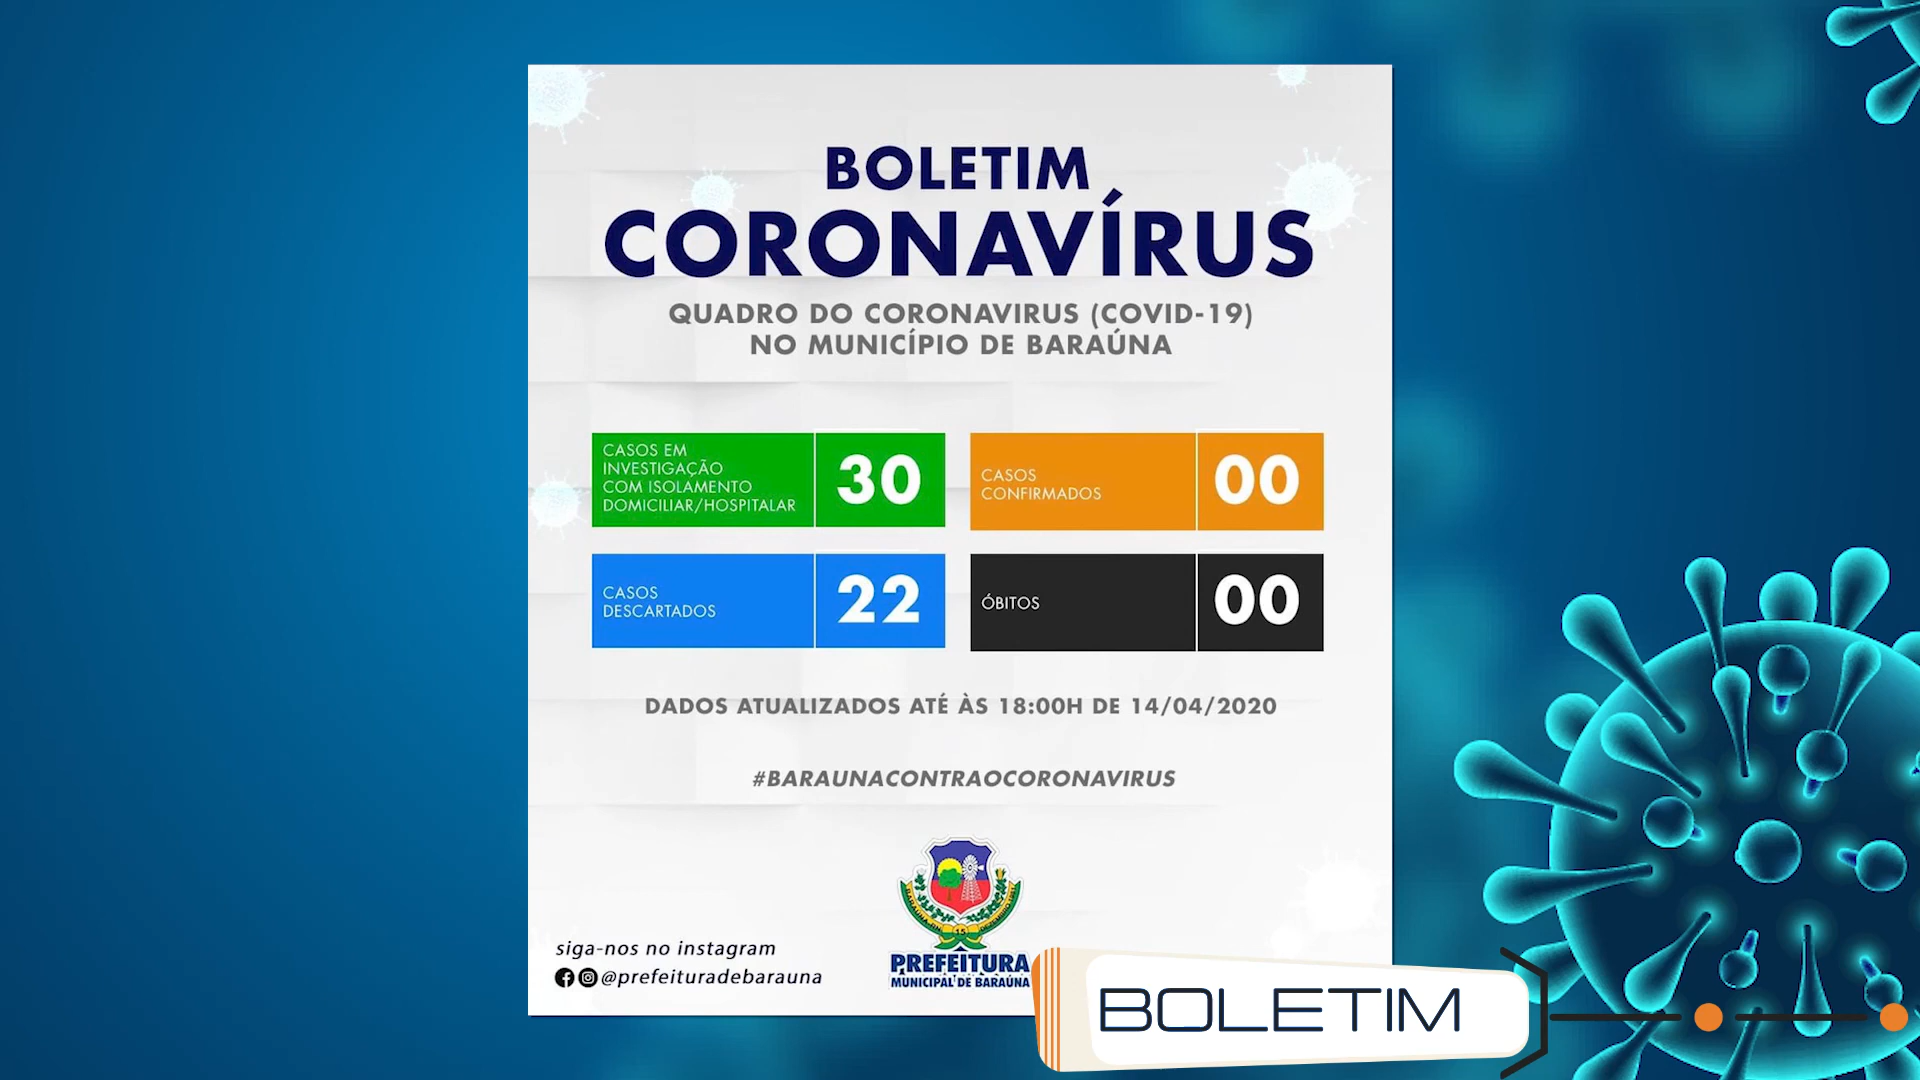 BOLETIM
CORONAVÍRUS
QUADRO DO CORONAVIRUS (COVID-19)
NO MUNICÍPIO DE BARAÚNA
CASOS EM
INVESTIGAÇÃO
COM ISOLAMENTO
DOMICILIAR/HOSPITALAR
30
CASOS
CONFIRMADOS
00
CASOS
DESCARTADOS
22
ÓBITOS
00
DADOS ATUALIZADOS ATÉ ÀS 18:00H DE 14/04/2020
#BARAUNACONTRAOCORONAVIRUS
15
PREFEITURA
MUNICIPAL DE BARAÚNA
siga-nos no instagram
@prefeituradebarauna
BOLETIM